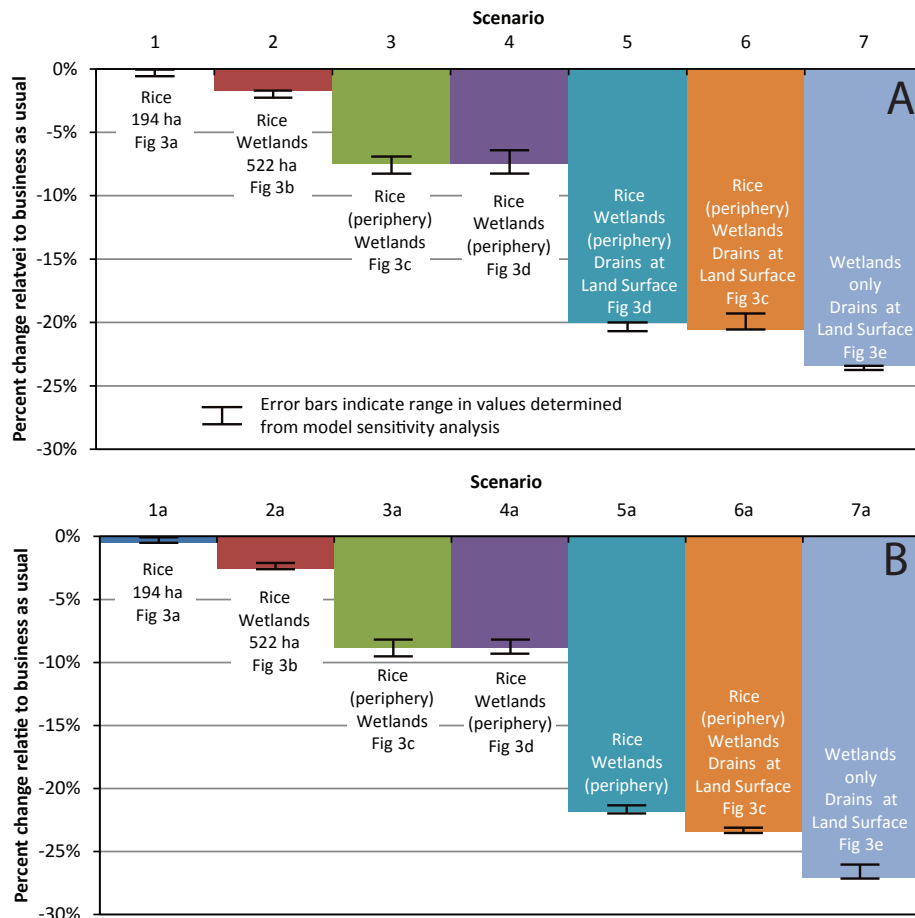 Scenario
1 2 3 4 5 6 7
0%
-5%
-10%
-15%
-20%
-25%
-30%
Percent change relatvei to business as usual
A
Rice
194 ha
Fig 3a
Rice
Wetlands
522 ha
Fig 3b
Rice
(periphery)
Wetlands
Fig 3c
Rice
Wetlands
(periphery)
Fig 3d
Rice
Wetlands
(periphery)
Drains at
Land Surface
Fig 3d
Rice
(periphery)
Wetlands
Drains at
Land Surface
Fig 3c
Wetlands
only
Drains at
Land Surface
Fig 3e
Error bars indicate range in values determined
from model sensitivity analysis
Scenario
1a 2a 3a 4a 5a 6a 7a
0%
-5%
-10%
-15%
-20%
-25%
-30%
Percent change relatie to business as usual
B
Rice
194 ha
Fig 3a
Rice
Wetlands
522 ha
Fig 3b
Rice
(periphery)
Wetlands
Fig 3c
Rice
Wetlands
(periphery)
Fig 3d
Rice
Wetlands
(periphery)
Rice
(periphery)
Wetlands
Drains at
Land Surface
Fig 3c
Wetlands
only
Drains at
Land Surface
Fig 3e